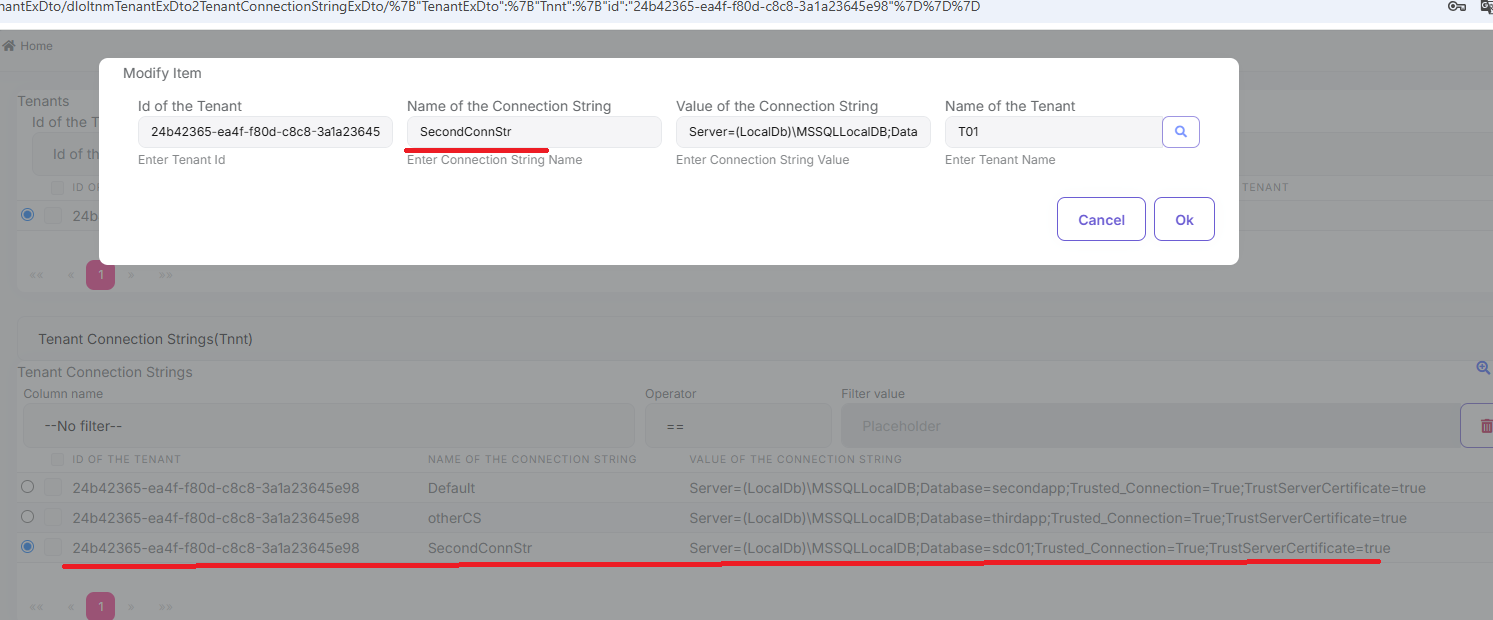 nantExDto/dloltnmTenantExDto2TenantConnectionStringExDto/%7B"TenantExDto":%7B"Tnnt":%7B"id":"24b42365-ea4f-f80d-c8c8-3a1a23645e98"%7D%7D%7D
Home
Modify Item
Id of the Tenant Name of the Connection String Value of the Connection String Name of the Tenant
24b42365-ea4f-f80d-c8c8-3a1a23645 SecondConnStr Server=(LocalDb)\MSSQLLocalDB;Data T01
Enter Tenant Id Enter Connection String Name Enter Connection String Value Enter Tenant Name
Cancel Ok
Tenants
Id of the T
Id of th
ID O TENANT
24b
«« « 1 » »»
Tenant Connection Strings(Tnnt)
Tenant Connection Strings
Column name Operator Filter value
--No filter-- == Placeholder
ID OF THE TENANT NAME OF THE CONNECTION STRING VALUE OF THE CONNECTION STRING
24b42365-ea4f-f80d-c8c8-3a1a23645e98 Default Server=(LocalDb)\MSSQLLocalDB;Database=secondapp;Trusted_Connection=True;TrustServerCertificate=true
24b42365-ea4f-f80d-c8c8-3a1a23645e98 otherCS Server=(LocalDb)\MSSQLLocalDB;Database=thirdapp;Trusted_Connection=True;TrustServerCertificate=true
24b42365-ea4f-f80d-c8c8-3a1a23645e98 SecondConnStr Server=(LocalDb)\MSSQLLocalDB;Database=sdc01;Trusted_Connection=True;TrustServerCertificate=true
«« « 1 » »»